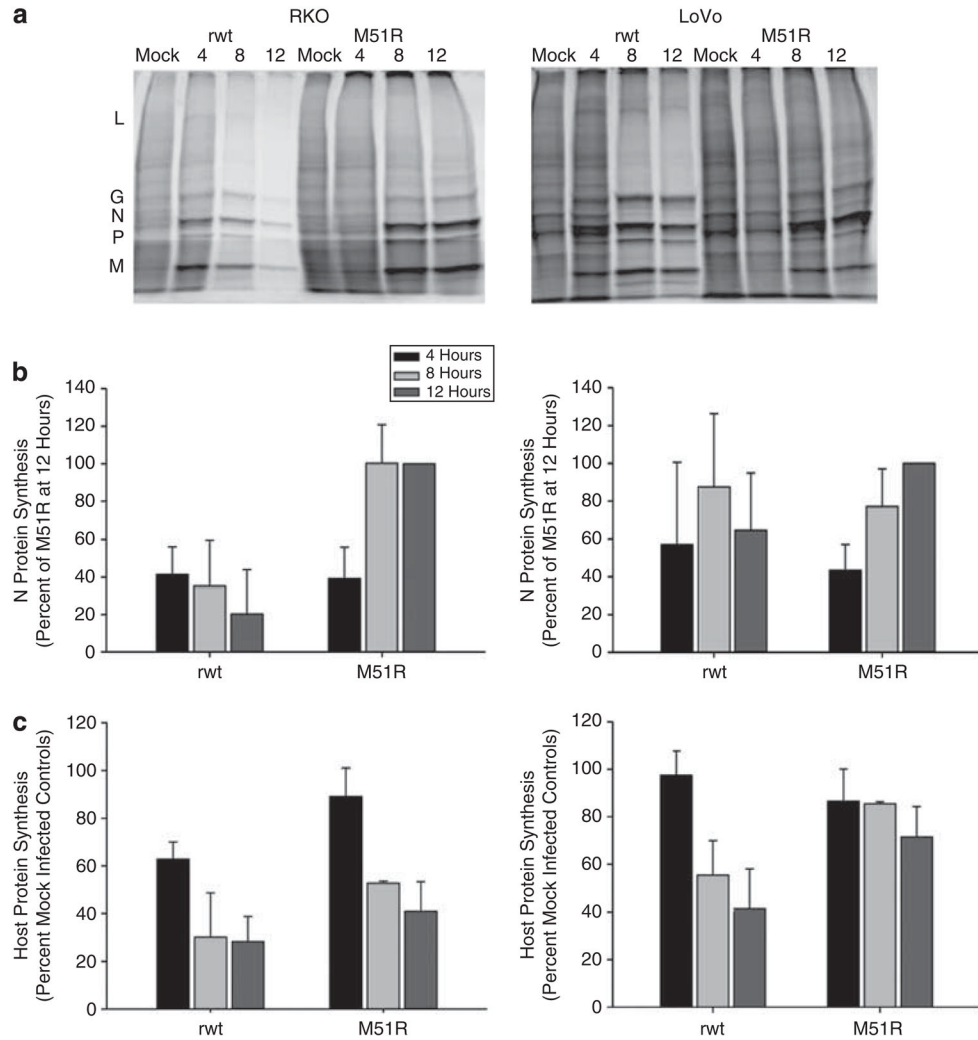 a
RKO
LoVo
rwt
M51R
rwt
M51R
Mock 4 8 12 Mock 4 8 12
Mock 4 8 12 Mock 4 8 12
L
G
N
P
M
b
4 Hours
8 Hours
12 Hours
N Protein Synthesis
(Percent of M51R at 12 Hours)
140
120
100
80
60
40
20
0
rwt
M51R
N Protein Synthesis
(Percent of M51R at 12 Hours)
140
120
100
80
60
40
20
0
rwt
M51R
c
Host Protein Synthesis
(Percent Mock Infected Controls)
120
100
80
60
40
20
0
rwt
M51R
Host Protein Synthesis
(Percent Mock Infected Controls)
120
100
80
60
40
20
0
rwt
M51R